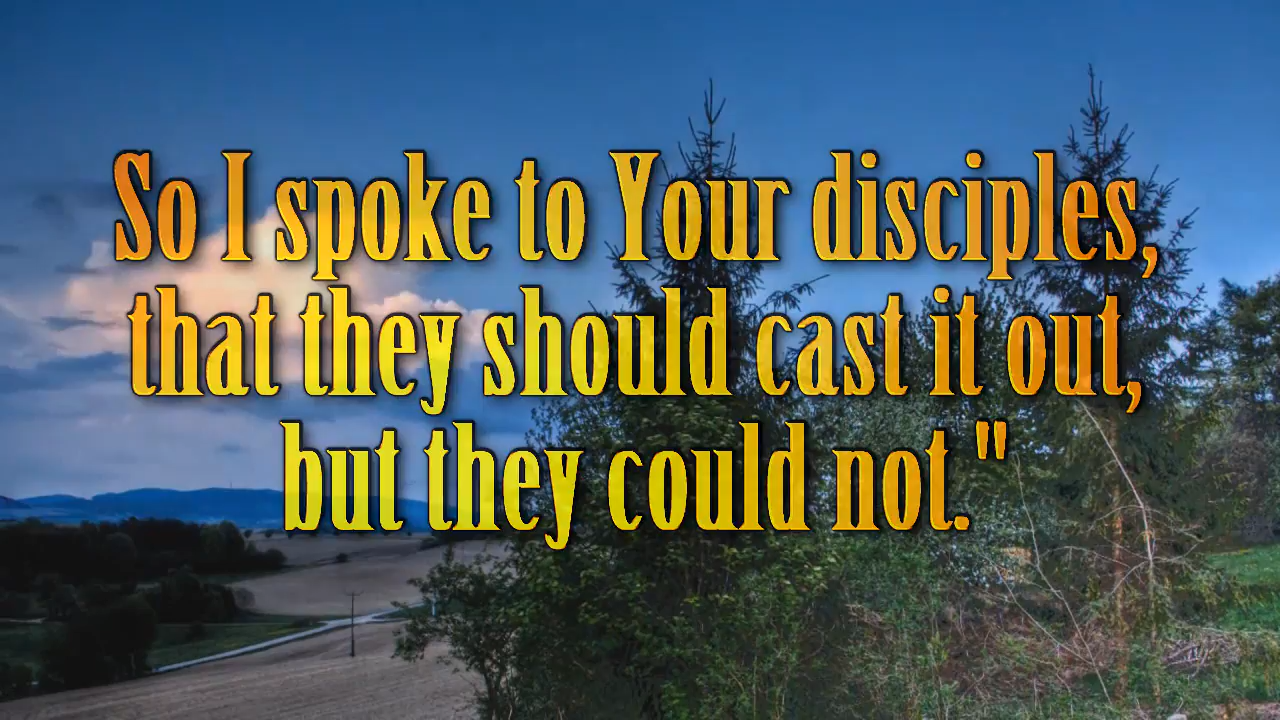 So I spoke to Your disciples,
that they should cast it out,
but they could not."